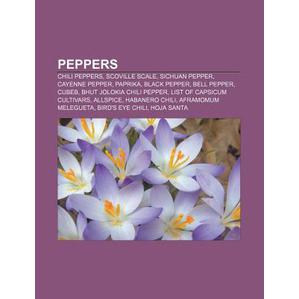 PEPPERS
CHILI PEPPERS, SCOVILLE SCALE, SICHUAN PEPPER,
CAYENNE PEPPER, PAPRIKA, BLACK PEPPER, BELL PEPPER,
CUBEB, BHUT JOLOKIA CHILI PEPPER, LIST OF CAPSICUM
CULTIVARS, ALLSPICE, HABANERO CHILI, AFRAMOMUM
MELEGUETA, BIRD'S EYE CHILI, HOJA SANTA